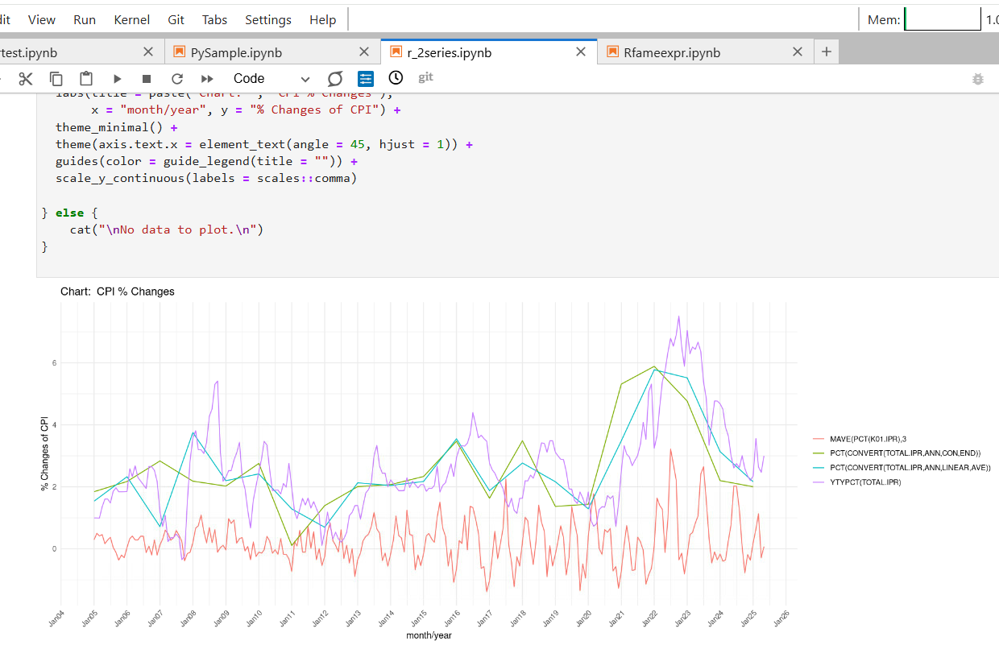 dit View Run Kernel Git Tabs Settings Help Mem: 1.0
rtest.ipynb PySample.ipynb r_2series.ipynb Rfameexpr.ipynb
Code git
labs(title = paste("Chart: ", "CPI % Changes"),
x = "month/year", y = "% Changes of CPI") +
theme_minimal() +
theme(axis.text.x = element_text(angle = 45, hjust = 1)) +
guides(color = guide_legend(title = "")) +
scale_y_continuous(labels = scales::comma)
} else {
cat("\nNo data to plot.\n")
}
Chart:  CPI % Changes
% Changes of CPI
6
4
2
0
Jan04 Jan05 Jan06 Jan07 Jan08 Jan09 Jan10 Jan11 Jan12 Jan13 Jan14 Jan15 Jan16 Jan17 Jan18 Jan19 Jan20 Jan21 Jan22 Jan23 Jan24 Jan25 Jan26
month/year
MAVE(PCT(K01.IPR),3
PCT(CONVERT(TOTAL.IPR,ANN,CON,END))
PCT(CONVERT(TOTAL.IPR,ANN,LINEAR,AVE))
YTYPCT(TOTAL.IPR)